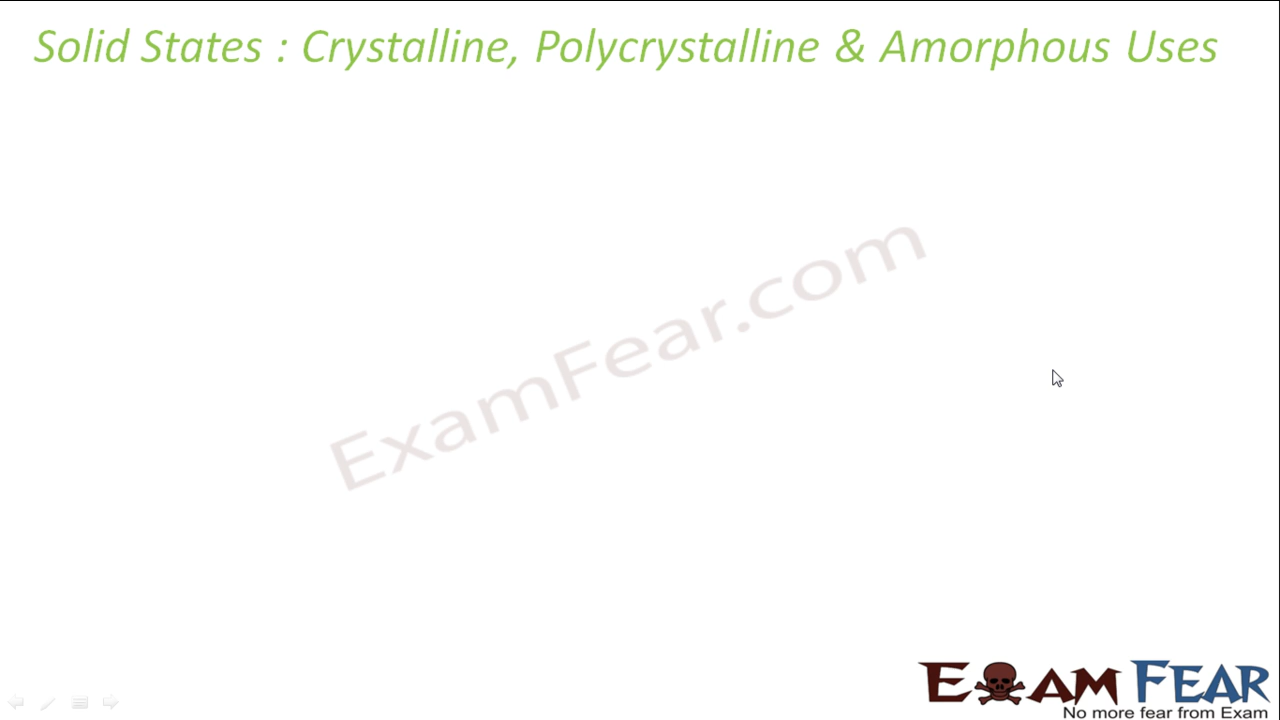 Solid States : Crystalline, Polycrystalline & Amorphous Uses
ExamFear.com
EXAM FEAR
No more fear from Exam